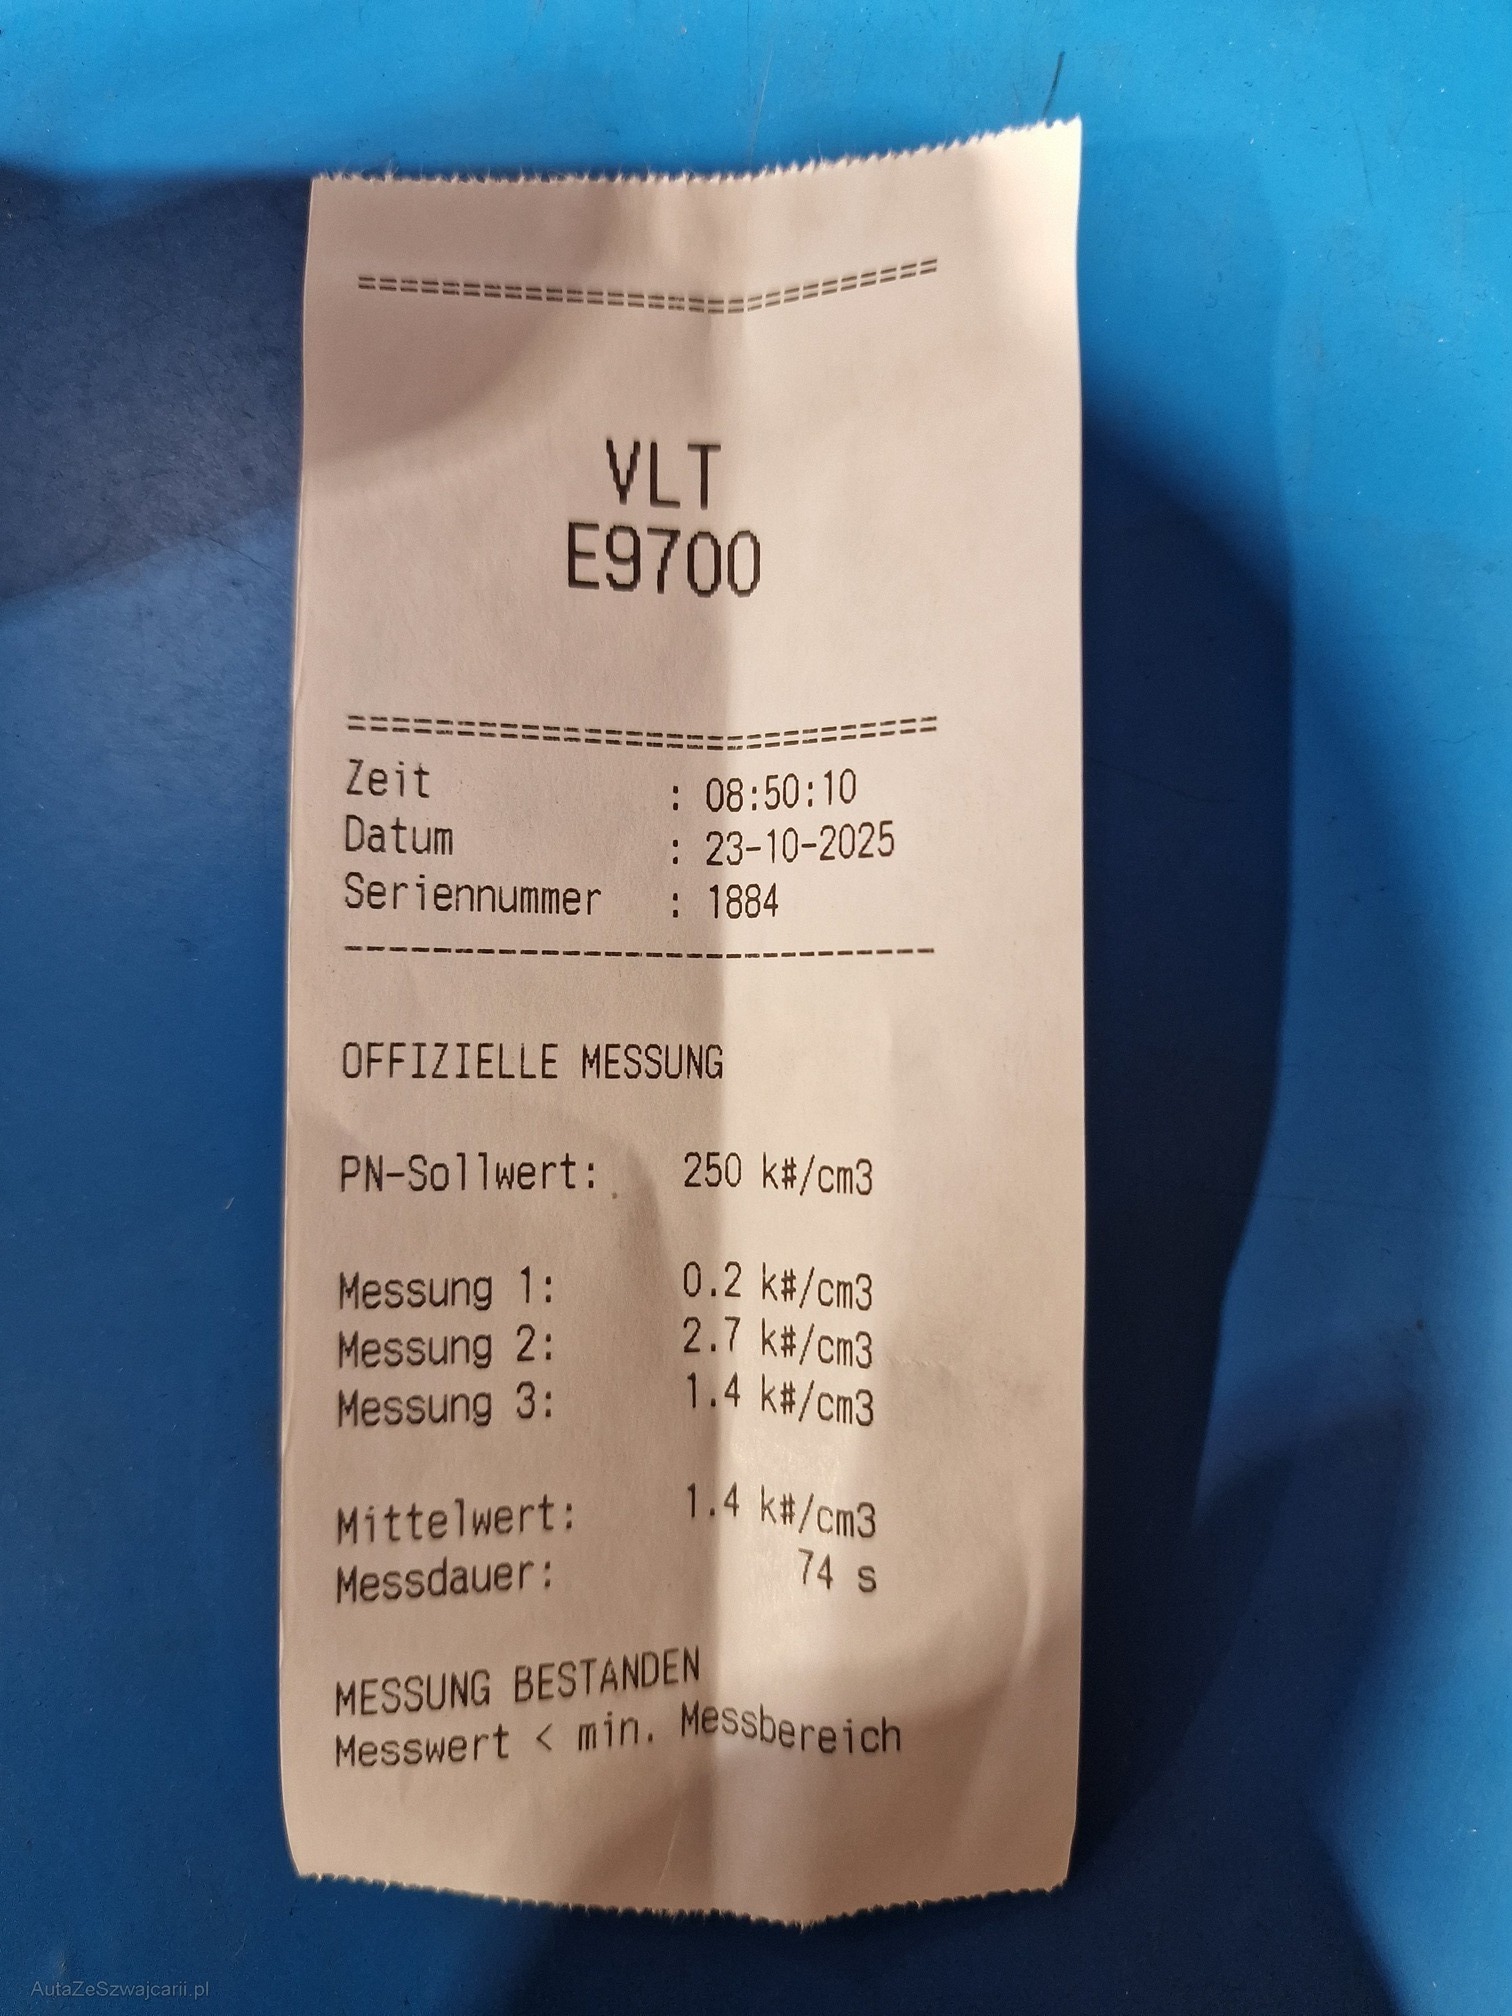 ============================
VLT
E9700
============================
Zeit : 08:50:10
Datum : 23-10-2025
Seriennummer : 1884
----------------------------
OFFIZIELLE MESSUNG
PN-Sollwert: 250 k#/cm3
Messung 1: 0.2 k#/cm3
Messung 2: 2.7 k#/cm3
Messung 3: 1.4 k#/cm3
Mittelwert: 1.4 k#/cm3
Messdauer: 74 s
MESSUNG BESTANDEN
Messwert < min. Messbereich
AutaZeSzwajcarii.pl